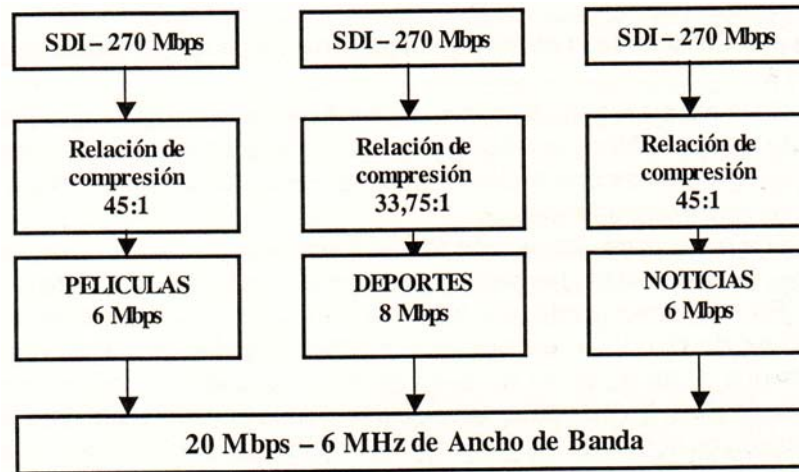 SDI – 270 Mbps
SDI – 270 Mbps
SDI – 270 Mbps
Relación de
compresión
45:1
Relación de
compresión
33,75:1
Relación de
compresión
45:1
PELICULAS
6 Mbps
DEPORTES
8 Mbps
NOTICIAS
6 Mbps
20 Mbps – 6 MHz de Ancho de Banda